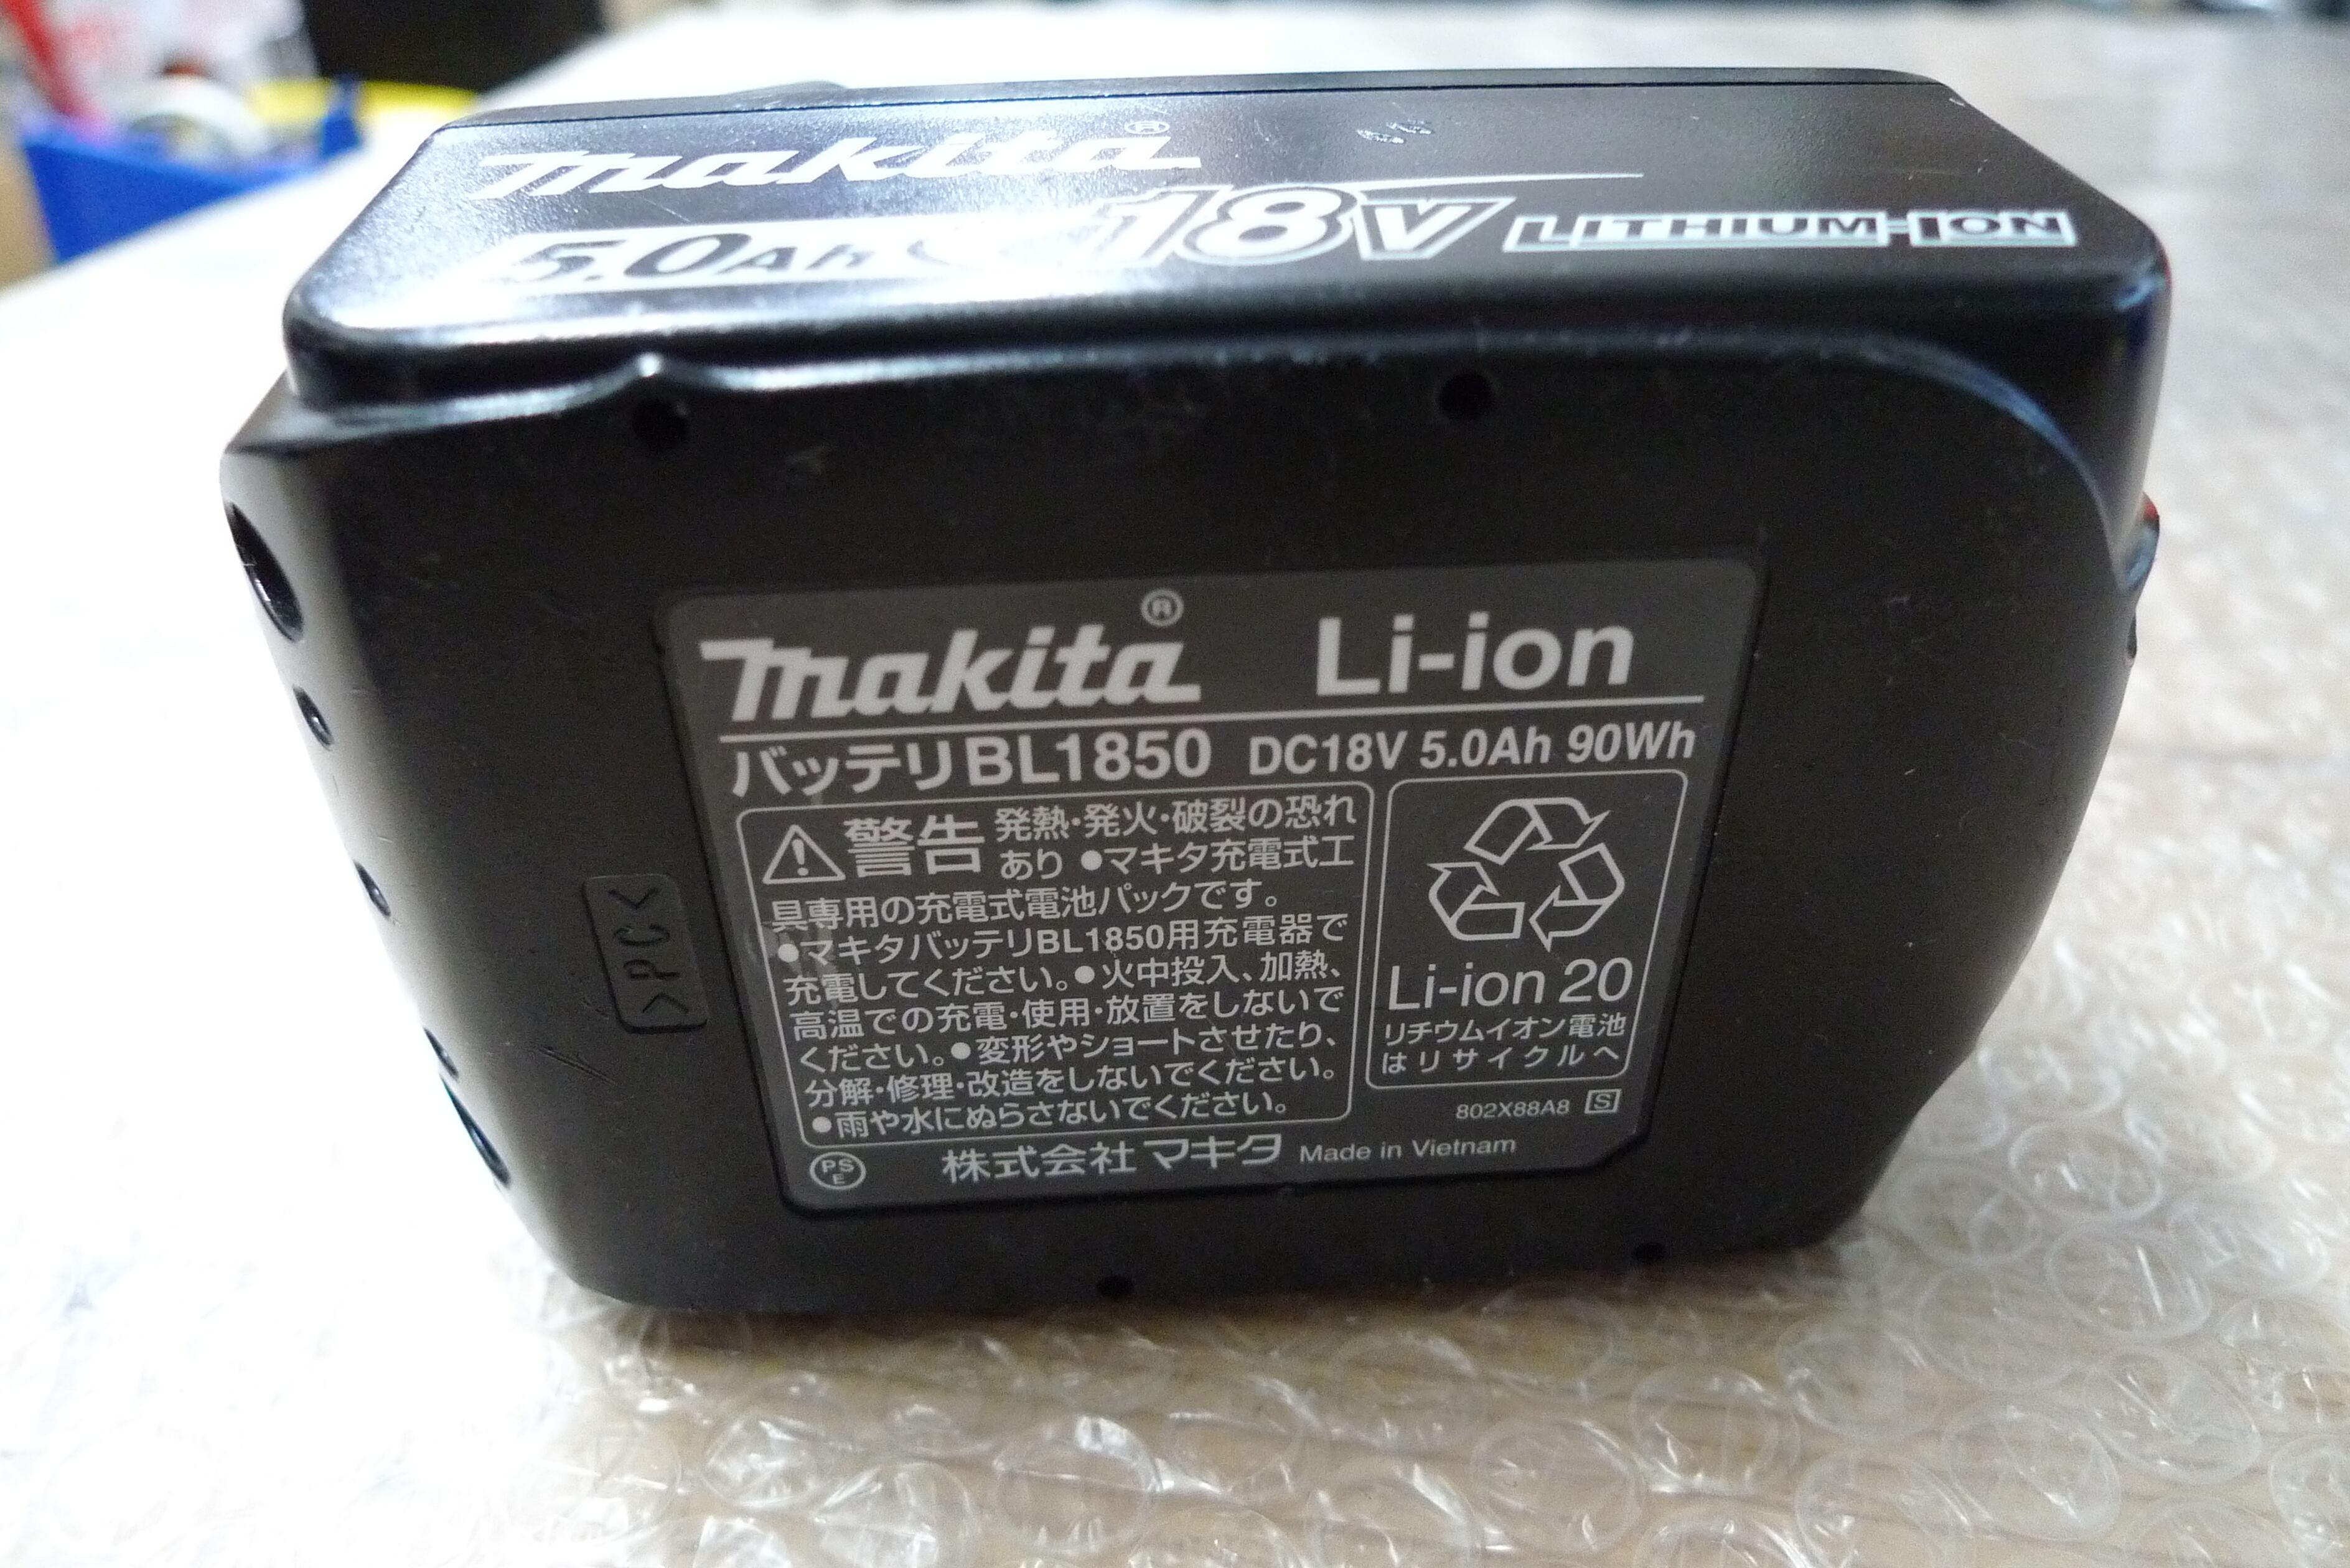 makita®
5.0Ah 18V LITHIUM-ION
makita® Li-ion
バッテリBL1850 DC18V 5.0Ah 90Wh
警告 発熱・発火・破裂の恐れ
あり ●マキタ充電式工
具専用の充電式電池パックです。
●マキタバッテリBL1850用充電器で
充電してください。●火中投入、加熱、
高温での充電・使用・放置をしないで
ください。●変形やショートさせたり、
分解・修理・改造をしないでください。
●雨や水にぬらさないでください。
Li-ion 20
リチウムイオン電池
はリサイクルへ
802X88A8 S
PS
E
株式会社マキタ Made in Vietnam
>PC<